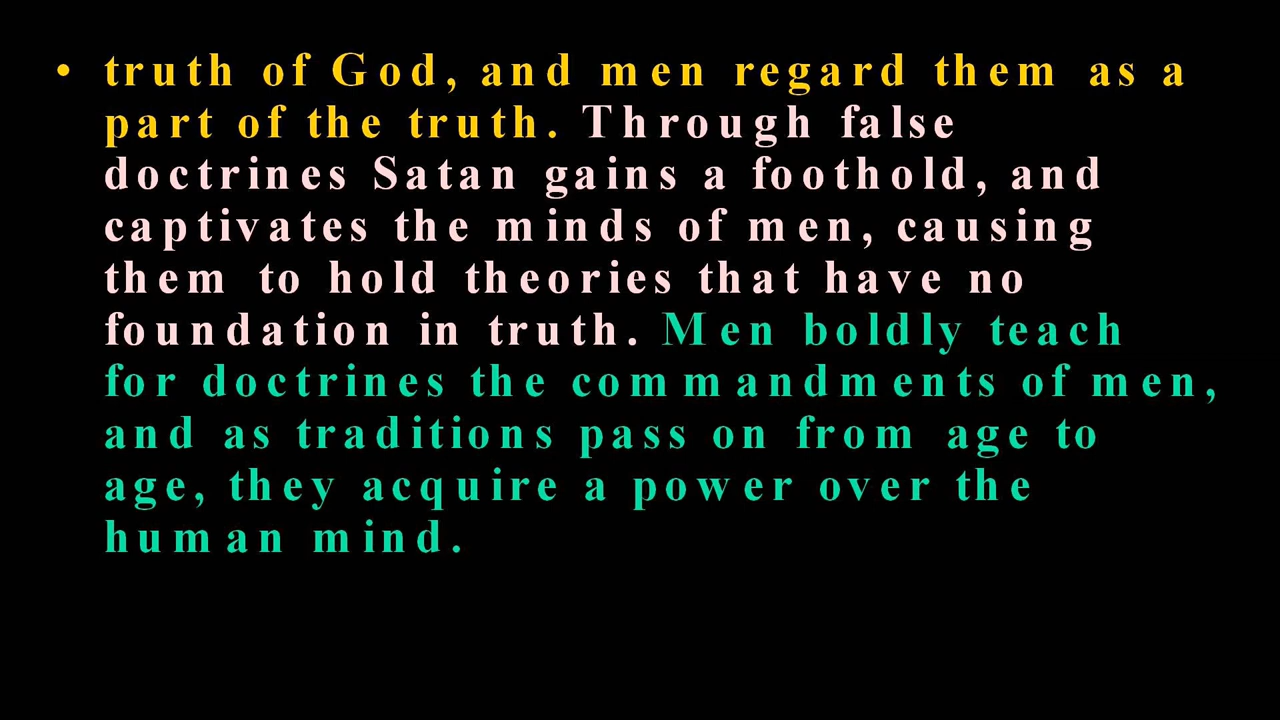 • truth of God, and men regard them as a
part of the truth. Through false
doctrines Satan gains a foothold, and
captivates the minds of men, causing
them to hold theories that have no
foundation in truth. Men boldly teach
for doctrines the commandments of men,
and as traditions pass on from age to
age, they acquire a power over the
human mind.